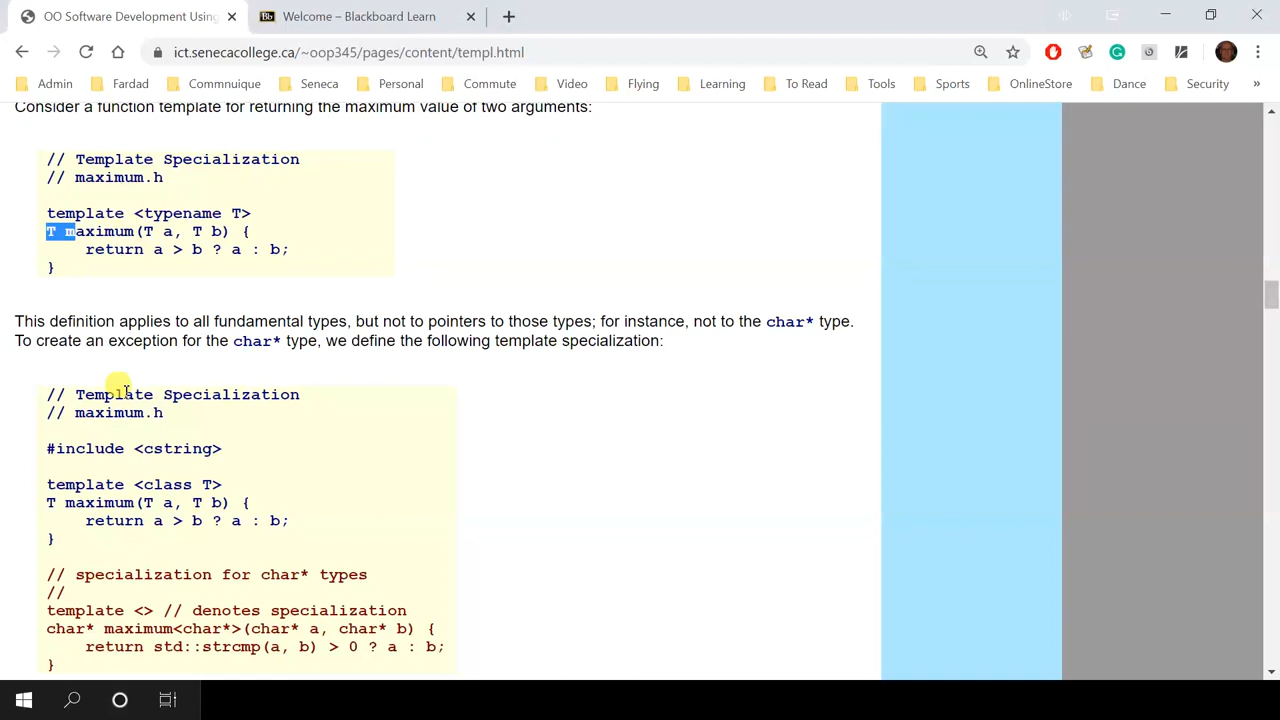 OO Software Development Using
Bb Welcome – Blackboard Learn
ict.senecacollege.ca/~oop345/pages/content/templ.html
Admin Fardad Commnuique Seneca Personal Commute Video Flying Learning To Read Tools Sports OnlineStore Dance Security »
Consider a function template for returning the maximum value of two arguments:
// Template Specialization
// maximum.h
template <typename T>
T maximum(T a, T b) {
return a > b ? a : b;
}
This definition applies to all fundamental types, but not to pointers to those types; for instance, not to the char* type.
To create an exception for the char* type, we define the following template specialization:
// Template Specialization
// maximum.h
#include <cstring>
template <class T>
T maximum(T a, T b) {
return a > b ? a : b;
}
// specialization for char* types
//
template <> // denotes specialization
char* maximum<char*>(char* a, char* b) {
return std::strcmp(a, b) > 0 ? a : b;
}